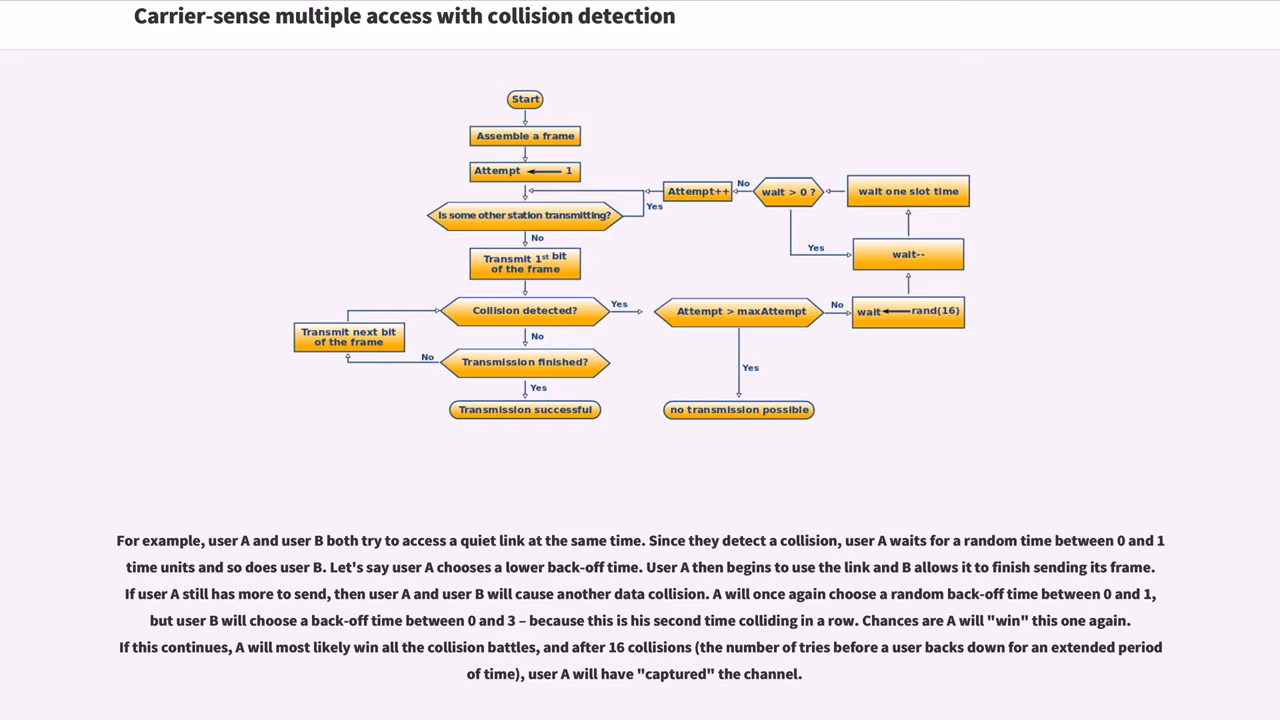 Carrier-sense multiple access with collision detection
Start
Assemble a frame
Attempt 1
Is some other station transmitting?
Yes
Attempt++
No
wait > 0 ?
wait one slot time
No
Yes
wait--
Transmit 1st bit
of the frame
Collision detected?
Yes
Attempt > maxAttempt
No
wait rand(16)
Transmit next bit
of the frame
No
No
Transmission finished?
Yes
Yes
Transmission successful
no transmission possible
For example, user A and user B both try to access a quiet link at the same time. Since they detect a collision, user A waits for a random time between 0 and 1
time units and so does user B. Let's say user A chooses a lower back-off time. User A then begins to use the link and B allows it to finish sending its frame.
If user A still has more to send, then user A and user B will cause another data collision. A will once again choose a random back-off time between 0 and 1,
but user B will choose a back-off time between 0 and 3 – because this is his second time colliding in a row. Chances are A will "win" this one again.
If this continues, A will most likely win all the collision battles, and after 16 collisions (the number of tries before a user backs down for an extended period
of time), user A will have "captured" the channel.